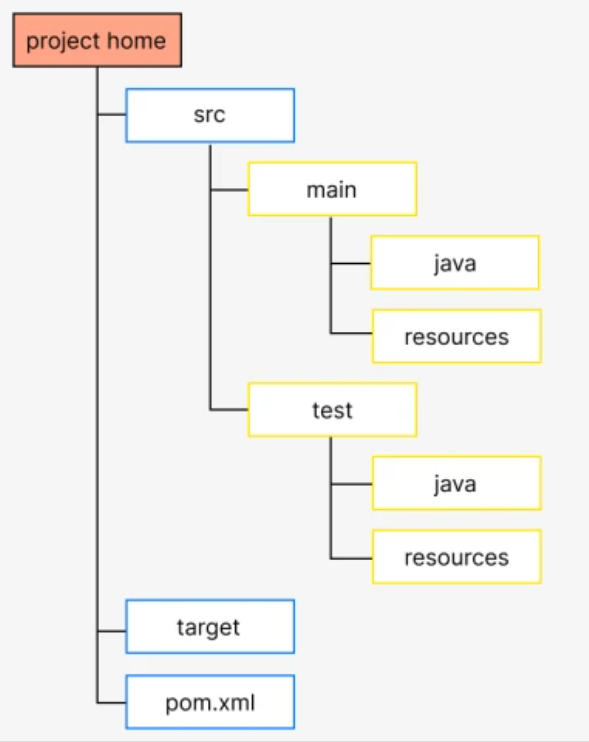 project home
src
main
java
resources
test
java
resources
target
pom.xml